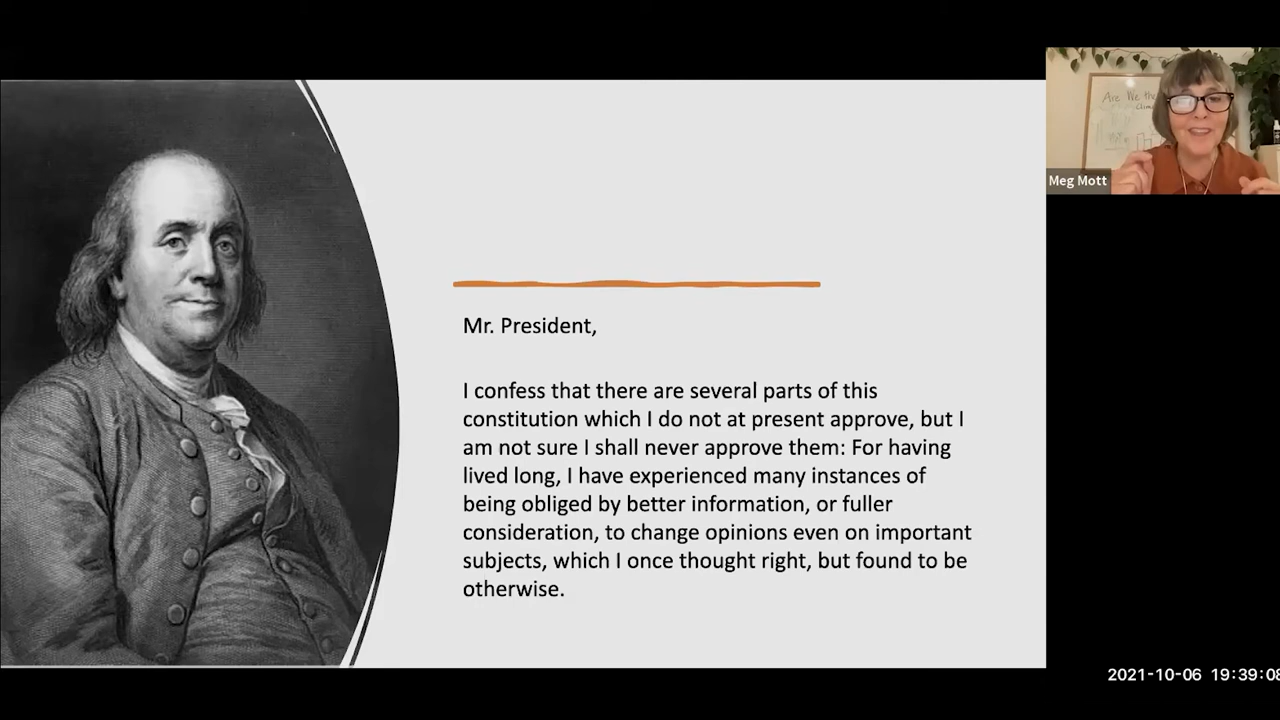 Mr. President,
I confess that there are several parts of this
constitution which I do not at present approve, but I
am not sure I shall never approve them: For having
lived long, I have experienced many instances of
being obliged by better information, or fuller
consideration, to change opinions even on important
subjects, which I once thought right, but found to be
otherwise.
Are We the
Meg Mott
2021-10-06 19:39:08